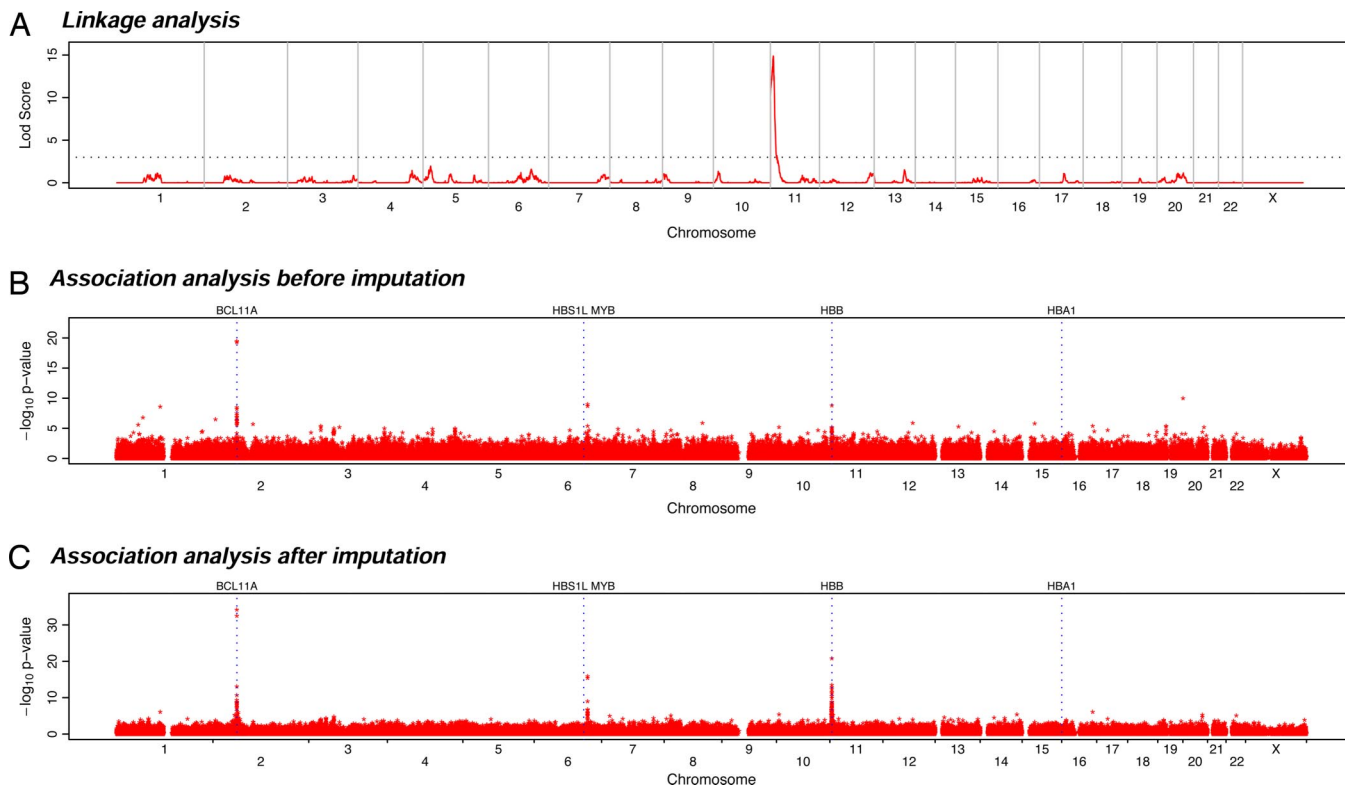 A Linkage analysis
15
10
5
0
Lod Score
1 3 5 7 9 11 13 15 17 19 21 X
2 4 6 8 10 12 14 16 18 20 22
Chromosome
B Association analysis before imputation
BCL11A HBS1L MYB HBB HBA1
20
15
10
5
0
−log10 p−value
1 3 5 7 9 11 13 15 17 19 21 X
2 4 6 8 10 12 14 16 18 20 22
Chromosome
C Association analysis after imputation
BCL11A HBS1L MYB HBB HBA1
30
20
10
0
−log10 p−value
1 3 5 7 9 11 13 15 17 19 21 X
2 4 6 8 10 12 14 16 18 20 22
Chromosome